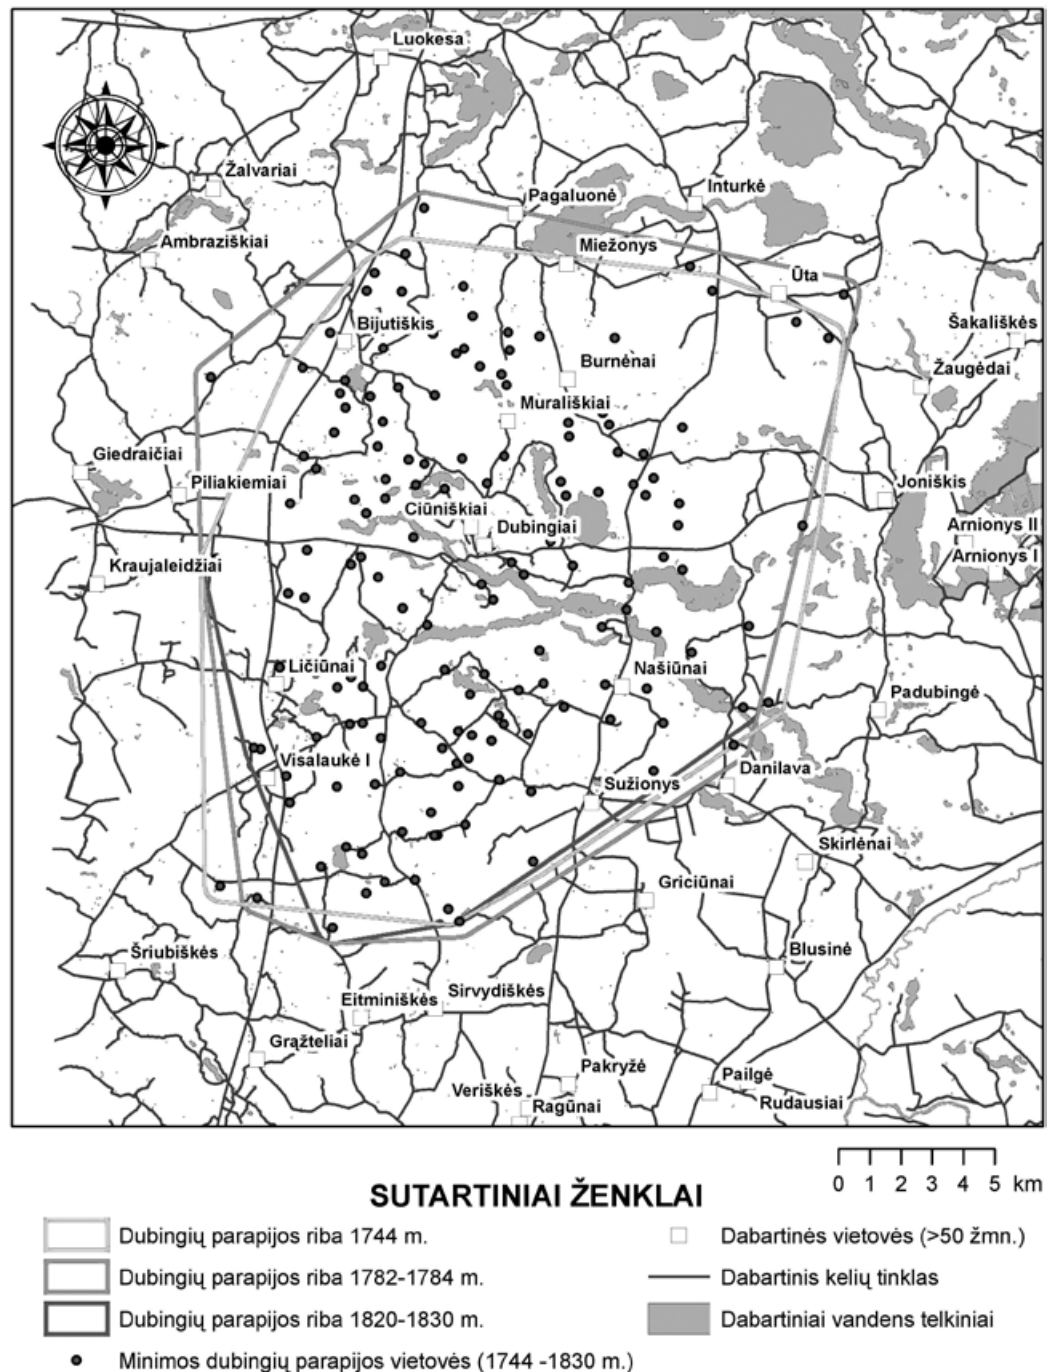 Luokesa
Žalvariai
Pagaluonė
Inturkė
Ambraziškiai
Miežonys
Ūta
Bijutiškis
Šakališkės
Burnėnai
Žaugėdai
Murališkiai
Giedraičiai
Piliakiemiai
Joniškis
Ciūniškiai
Dubingiai
Arnionys II
Arnionys I
Kraujaleidžiai
Ličiūnai
Našiūnai
Padubingė
Visalaukė I
Danilava
Sužionys
Skirlėnai
Griciūnai
Šriubiškės
Blusinė
Eitminiškės
Sirvydiškės
Grąžteliai
Pakryžė
Veriškės
Pailgė
Ragūnai
Rudausiai
0 1 2 3 4 5 km
SUTARTINIAI ŽENKLAI
Dubingių parapijos riba 1744 m.
Dabartinės vietovės (>50 žmn.)
Dubingių parapijos riba 1782-1784 m.
Dabartinis kelių tinklas
Dubingių parapijos riba 1820-1830 m.
Dabartiniai vandens telkiniai
Minimos dubingių parapijos vietovės (1744 -1830 m.)